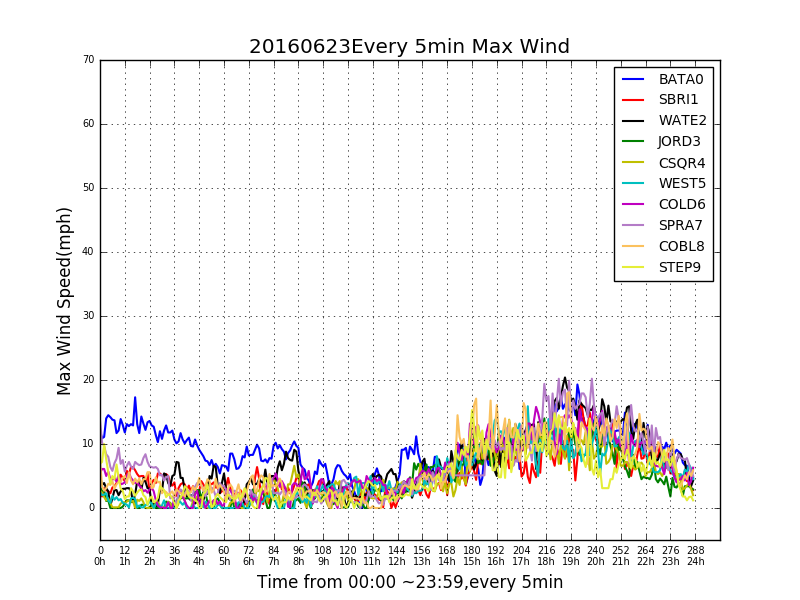 20160623Every 5min Max Wind
70
60
50
40
30
20
10
0
Max Wind Speed(mph)
BATA0
SBRI1
WATE2
JORD3
CSQR4
WEST5
COLD6
SPRA7
COBL8
STEP9
0 12 24 36 48 60 72 84 96 108 120 132 144 156 168 180 192 204 216 228 240 252 264 276 288
0h 1h 2h 3h 4h 5h 6h 7h 8h 9h 10h 11h 12h 13h 14h 15h 16h 17h 18h 19h 20h 21h 22h 23h 24h
Time from 00:00 ~23:59,every 5min